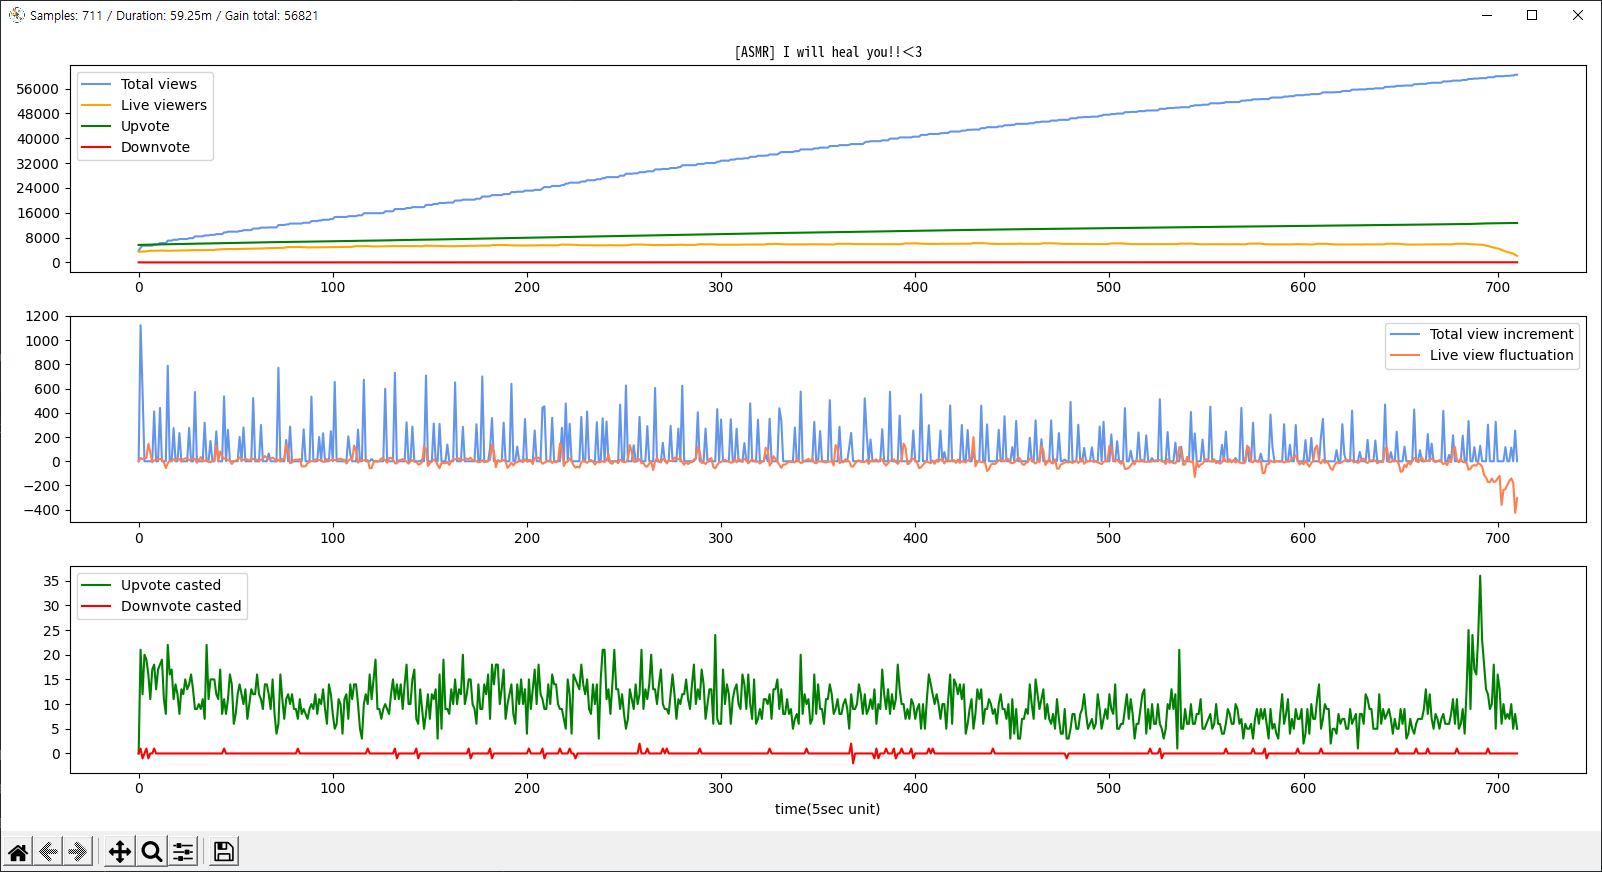 Samples: 711 / Duration: 59.25m / Gain total: 56821
[ASMR] I will heal you!!<3
Total views
Live viewers
Upvote
Downvote
56000
48000
40000
32000
24000
16000
8000
0
0 100 200 300 400 500 600 700
Total view increment
Live view fluctuation
1200
1000
800
600
400
200
0
−200
−400
0 100 200 300 400 500 600 700
Upvote casted
Downvote casted
35
30
25
20
15
10
5
0
0 100 200 300 400 500 600 700
time(5sec unit)